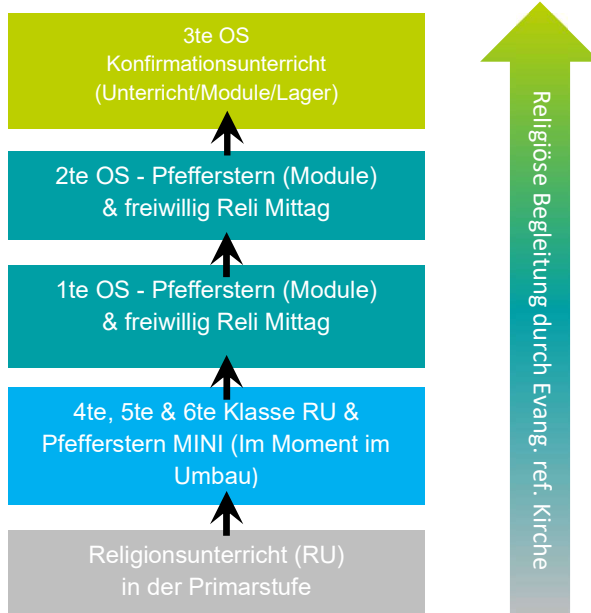 3te OS
Konfirmationsunterricht
(Unterricht/Module/Lager)
2te OS - Pfefferstern (Module)
& freiwillig Reli Mittag
1te OS - Pfefferstern (Module)
& freiwillig Reli Mittag
4te, 5te & 6te Klasse RU &
Pfefferstern MINI (Im Moment im
Umbau)
Religionsunterricht (RU)
in der Primarstufe
Religiöse Begleitung durch Evang. ref. Kirche